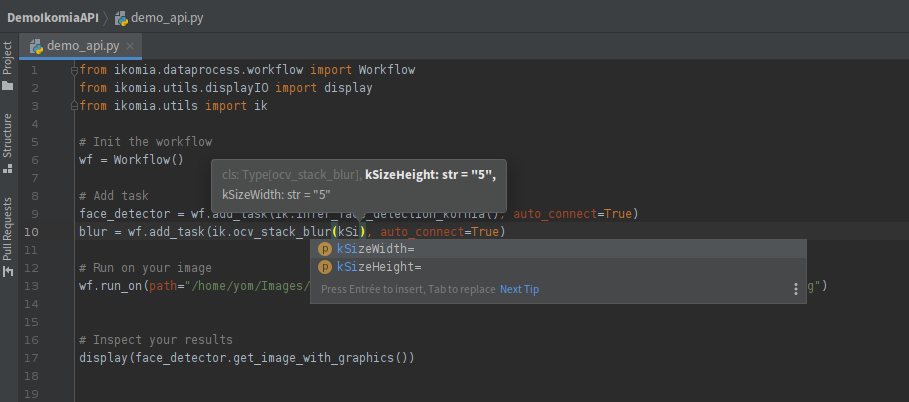 DemoIkomiaAPI demo_api.py
demo_api.py
Project
Structure
Pull Requests
1 from ikomia.dataprocess.workflow import Workflow
2 from ikomia.utils.displayIO import display
3 from ikomia.utils import ik
4
5 # Init the workflow
6 wf = Workflow()
7
cls: Type[ocv_stack_blur], kSizeHeight: str = "5",
kSizeWidth: str = "5"
8 # Add task
9 face_detector = wf.add_task(ik.infer_face_detection_kornia(), auto_connect=True)
10 blur = wf.add_task(ik.ocv_stack_blur(kSi), auto_connect=True)
11
p kSizeWidth=
p kSizeHeight=
Press Entrée to insert, Tab to replace Next Tip
12 # Run on your image
13 wf.run_on(path="/home/yom/Images/ g")
14
15
16 # Inspect your results
17 display(face_detector.get_image_with_graphics())
18
19